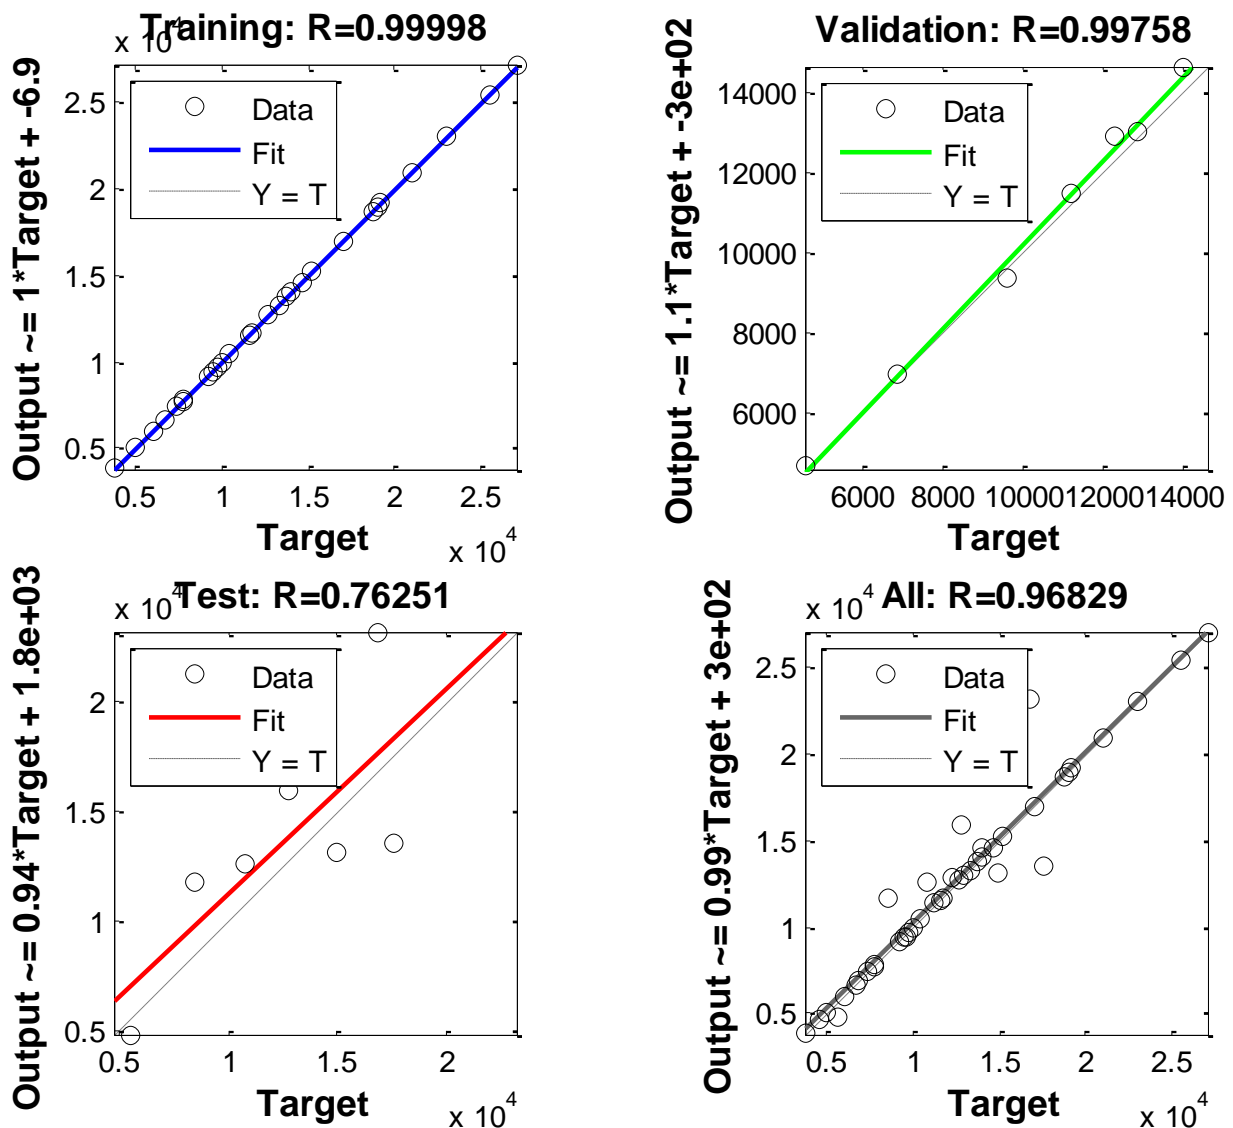 Training: R=0.99998
x 10^4
Output ~= 1*Target + -6.9
Data
Fit
Y = T
2.5
2
1.5
1
0.5
0.5 1 1.5 2 2.5
Target
x 10^4
Validation: R=0.99758
Output ~= 1.1*Target + -3e+02
Data
Fit
Y = T
14000
12000
10000
8000
6000
6000 8000 10000 12000 14000
Target
Test: R=0.76251
x 10^4
Output ~= 0.94*Target + 1.8e+03
Data
Fit
Y = T
2
1.5
1
0.5
0.5 1 1.5 2
Target
x 10^4
All: R=0.96829
x 10^4
Output ~= 0.99*Target + 3e+02
Data
Fit
Y = T
2.5
2
1.5
1
0.5
0.5 1 1.5 2 2.5
Target
x 10^4